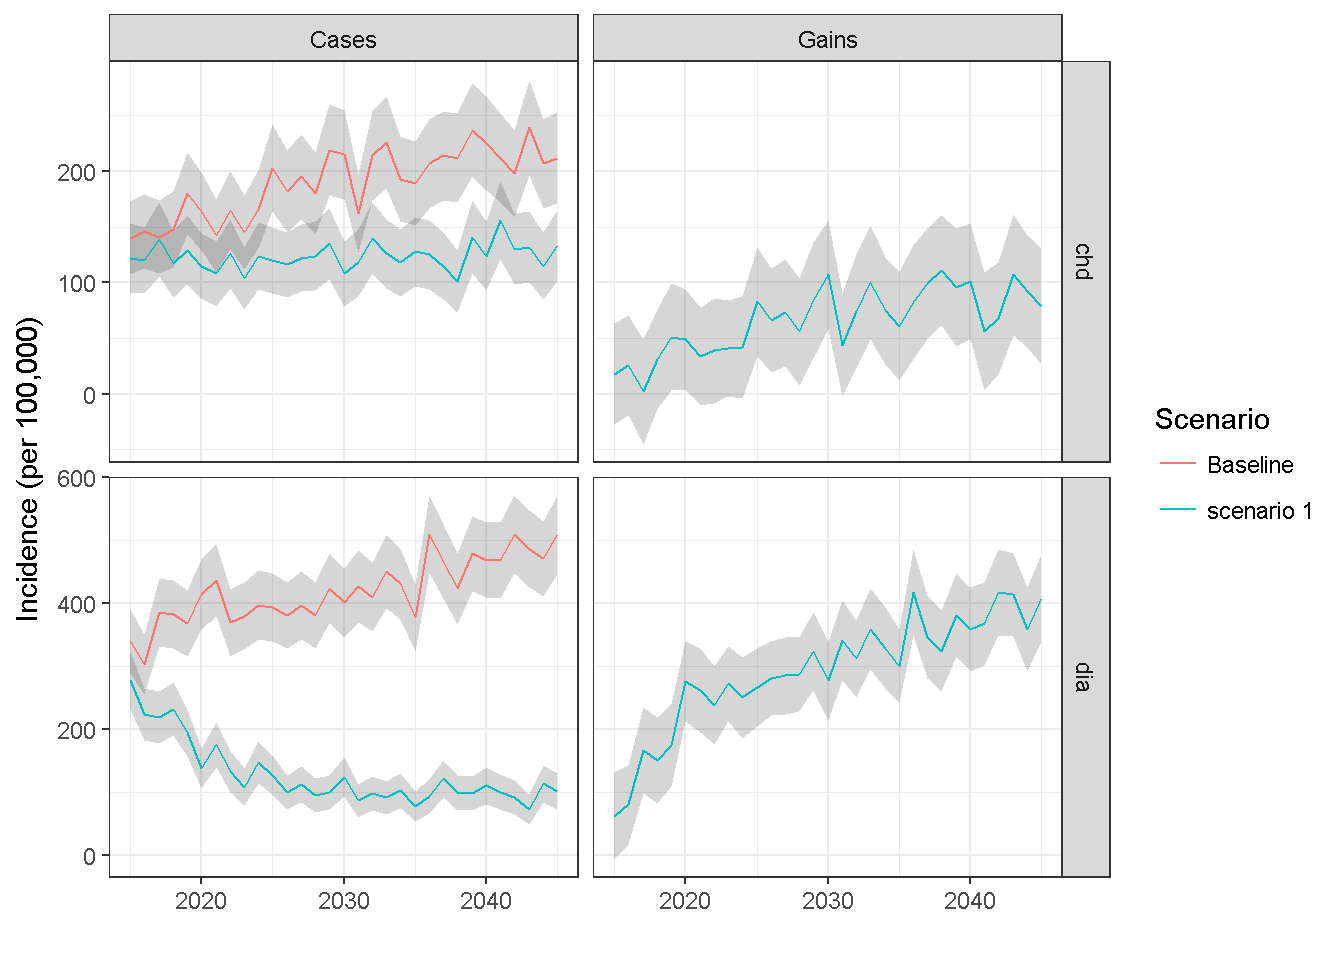 Cases
Gains
200
100
0
chd
600
400
200
0
dia
Incidence (per 100,000)
2020
2030
2040
2020
2030
2040
Scenario
Baseline
scenario 1